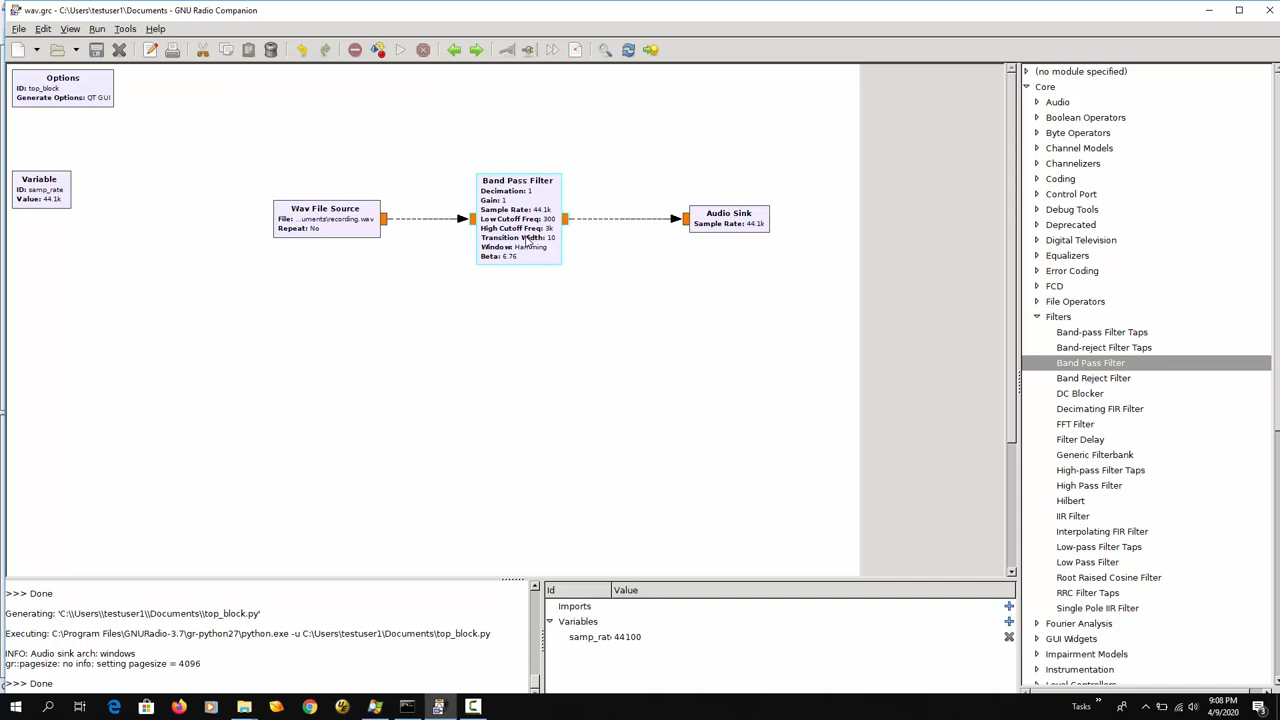 wav.grc - C:\Users\testuser1\Documents - GNU Radio Companion
File Edit View Run Tools Help
Options
ID: top_block
Generate Options: QT GUI
Variable
ID: samp_rate
Value: 44.1k
Wav File Source
File: ...uments\recording.wav
Repeat: No
Band Pass Filter
Decimation: 1
Gain: 1
Sample Rate: 44.1k
Low Cutoff Freq: 300
High Cutoff Freq: 3k
Transition Width: 10
Window: Hamming
Beta: 6.76
Audio Sink
Sample Rate: 44.1k
(no module specified)
Core
Audio
Boolean Operators
Byte Operators
Channel Models
Channelizers
Coding
Control Port
Debug Tools
Deprecated
Digital Television
Equalizers
Error Coding
FCD
File Operators
Filters
Band-pass Filter Taps
Band-reject Filter Taps
Band Pass Filter
Band Reject Filter
DC Blocker
Decimating FIR Filter
FFT Filter
Filter Delay
Generic Filterbank
High-pass Filter Taps
High Pass Filter
Hilbert
IIR Filter
Interpolating FIR Filter
Low-pass Filter Taps
Low Pass Filter
Root Raised Cosine Filter
RRC Filter Taps
Single Pole IIR Filter
Fourier Analysis
GUI Widgets
Impairment Models
Instrumentation
Level Controllers
>>> Done
Generating: 'C:\\Users\\testuser1\\Documents\\top_block.py'
Executing: C:\Program Files\GNURadio-3.7\gr-python27\python.exe -u C:\Users\testuser1\Documents\top_block.py
INFO: Audio sink arch: windows
gr::pagesize: no info: setting pagesize = 4096
>>> Done
Id Value
Imports
Variables
samp_rat 44100
Tasks
9:08 PM
4/9/2020
3